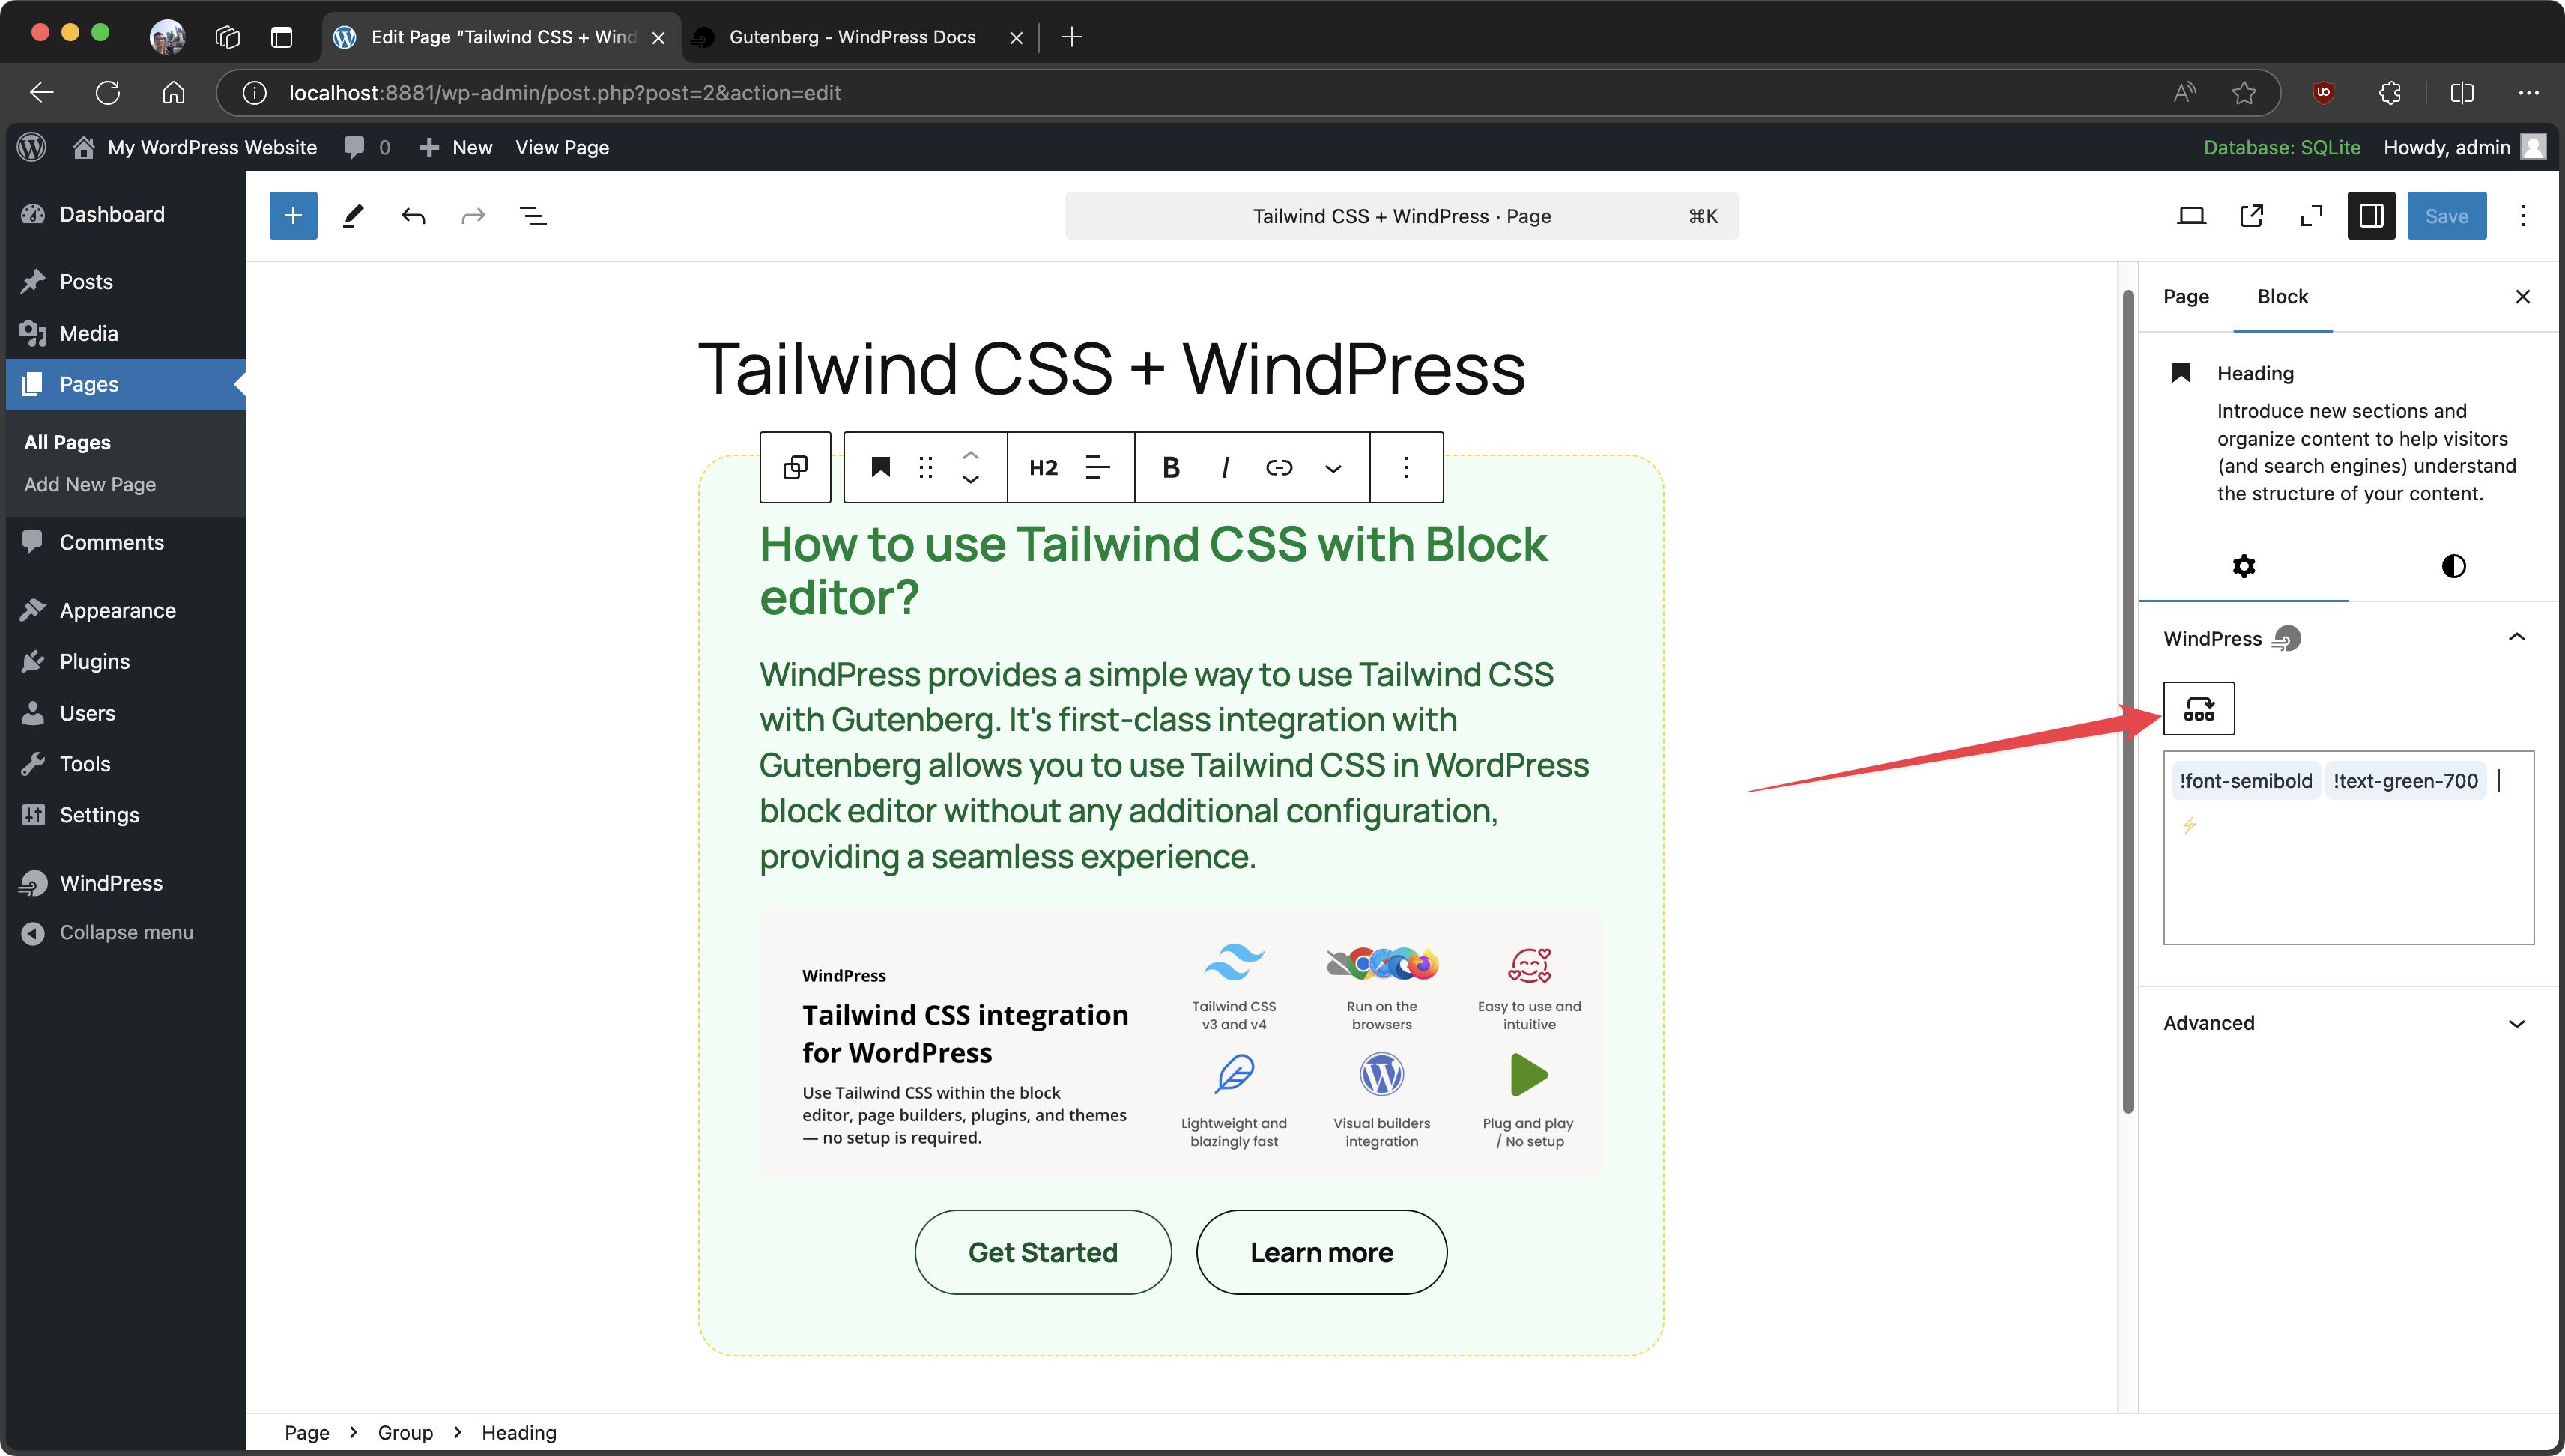 Edit Page “Tailwind CSS + Wind
Gutenberg - WindPress Docs
localhost:8881/wp-admin/post.php?post=2&action=edit
My WordPress Website
0
New
View Page
Database: SQLite
Howdy, admin
Dashboard
Posts
Media
Pages
All Pages
Add New Page
Comments
Appearance
Plugins
Users
Tools
Settings
WindPress
Collapse menu
Tailwind CSS + WindPress · Page
⌘K
Save
Tailwind CSS + WindPress
H2
B
I
How to use Tailwind CSS with Block
editor?
WindPress provides a simple way to use Tailwind CSS
with Gutenberg. It's first-class integration with
Gutenberg allows you to use Tailwind CSS in WordPress
block editor without any additional configuration,
providing a seamless experience.
WindPress
Tailwind CSS integration
for WordPress
Use Tailwind CSS within the block
editor, page builders, plugins, and themes
— no setup is required.
Tailwind CSS
v3 and v4
Run on the
browsers
Easy to use and
intuitive
Lightweight and
blazingly fast
Visual builders
integration
Plug and play
/ No setup
Get Started
Learn more
Page
Block
Heading
Introduce new sections and
organize content to help visitors
(and search engines) understand
the structure of your content.
WindPress
!font-semibold !text-green-700
Advanced
Page > Group > Heading